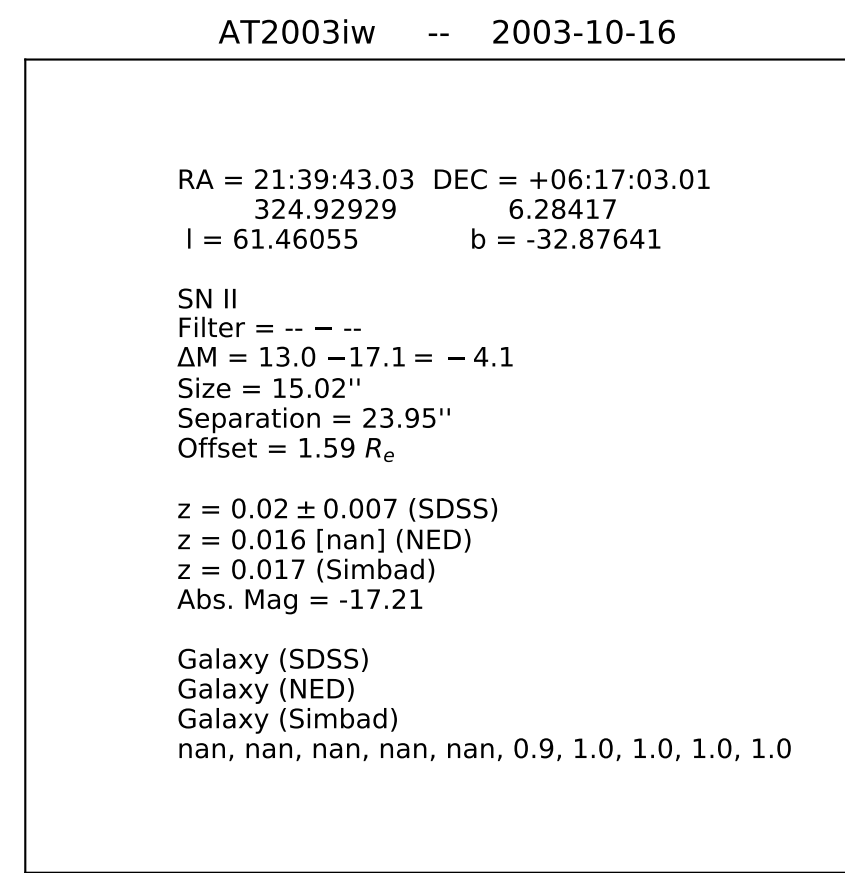 AT2003iw -- 2003-10-16
RA = 21:39:43.03 DEC = +06:17:03.01
324.92929 6.28417
l = 61.46055 b = -32.87641
SN II
Filter = -- − --
ΔM = 13.0 −17.1 = − 4.1
Size = 15.02''
Separation = 23.95''
Offset = 1.59 Rₑ
z = 0.02 ± 0.007 (SDSS)
z = 0.016 [nan] (NED)
z = 0.017 (Simbad)
Abs. Mag = -17.21
Galaxy (SDSS)
Galaxy (NED)
Galaxy (Simbad)
nan, nan, nan, nan, nan, 0.9, 1.0, 1.0, 1.0, 1.0